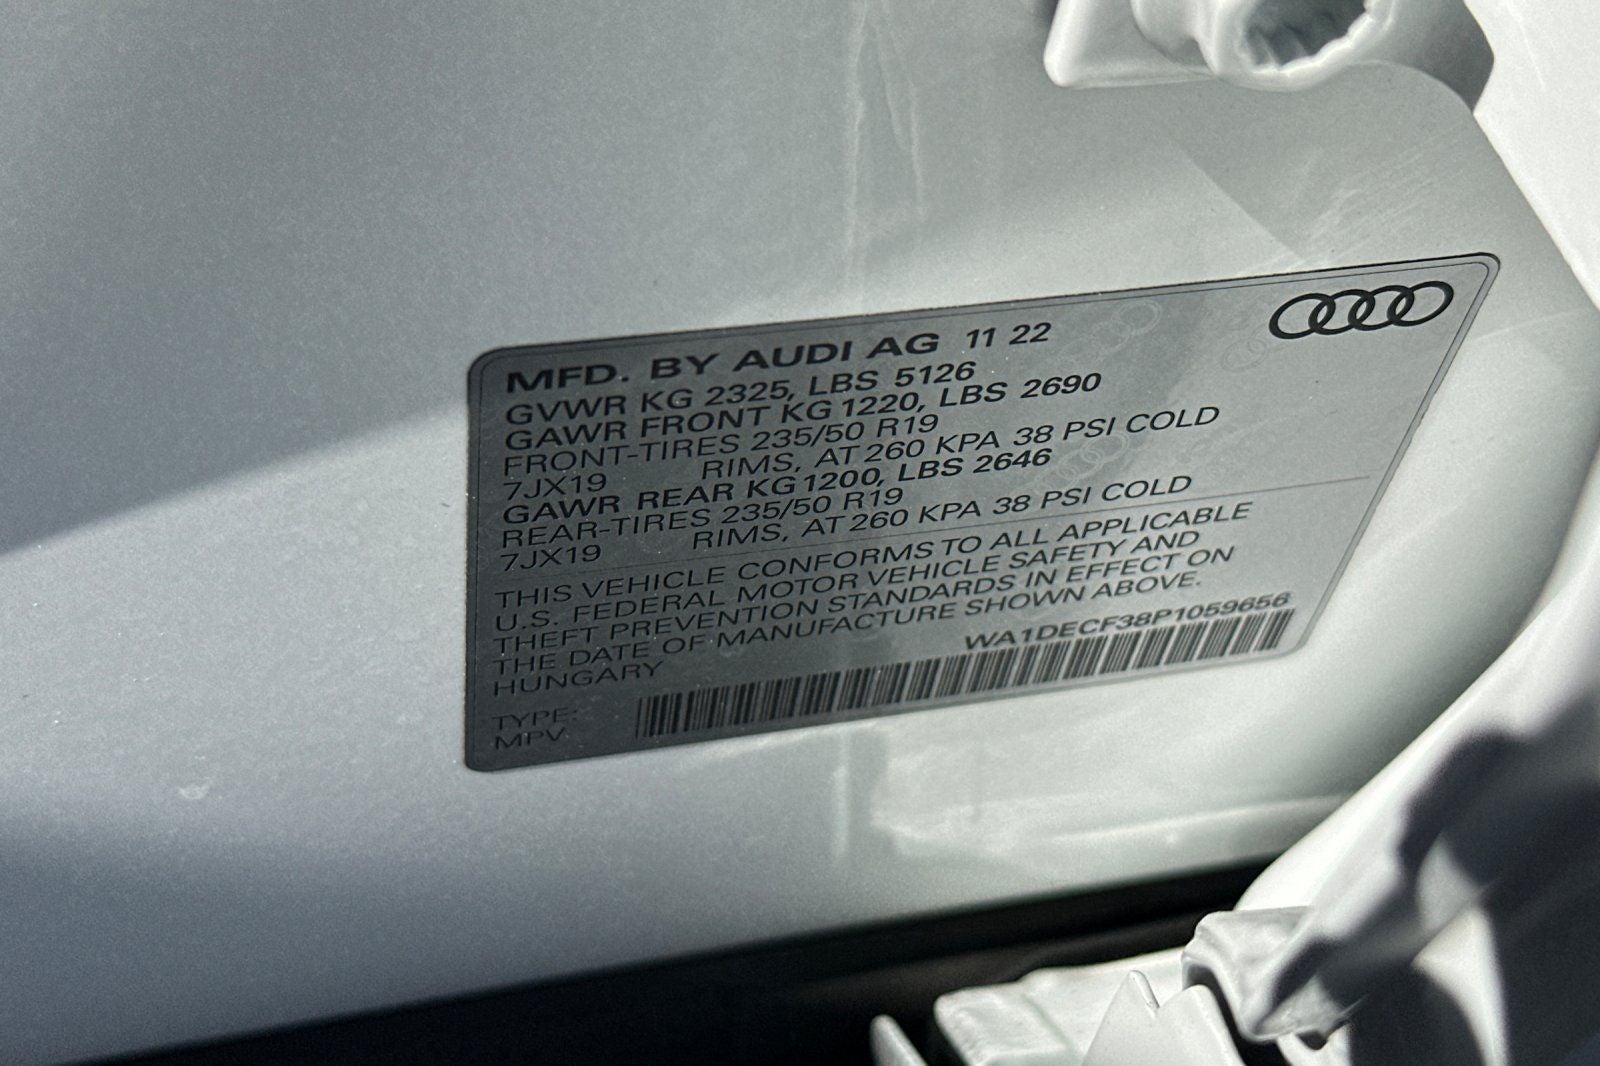 MFD. BY AUDI AG 11 22
GVWR KG 2325, LBS 5126
GAWR FRONT KG 1220, LBS 2690
FRONT-TIRES 235/50 R19
7JX19 RIMS, AT 260 KPA 38 PSI COLD
GAWR REAR KG 1200, LBS 2646
REAR-TIRES 235/50 R19
7JX19 RIMS, AT 260 KPA 38 PSI COLD
THIS VEHICLE CONFORMS TO ALL APPLICABLE
U.S. FEDERAL MOTOR VEHICLE SAFETY AND
THEFT PREVENTION STANDARDS IN EFFECT ON
THE DATE OF MANUFACTURE SHOWN ABOVE.
HUNGARY WA1DECF38P1059656
TYPE:
MPV